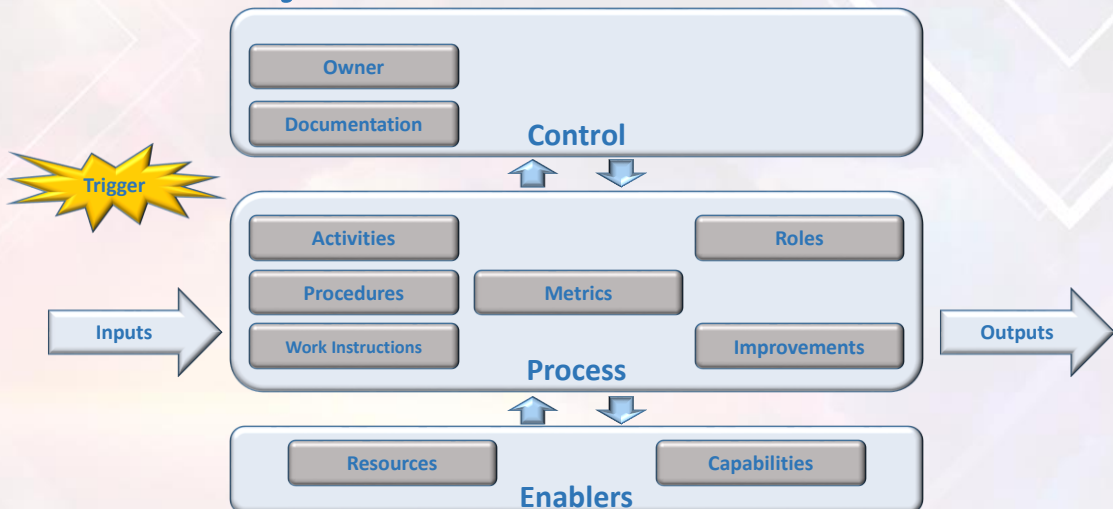 Owner
Documentation
Control
Trigger
Activities
Roles
Procedures
Metrics
Inputs
Outputs
Work Instructions
Improvements
Process
Resources
Capabilities
Enablers